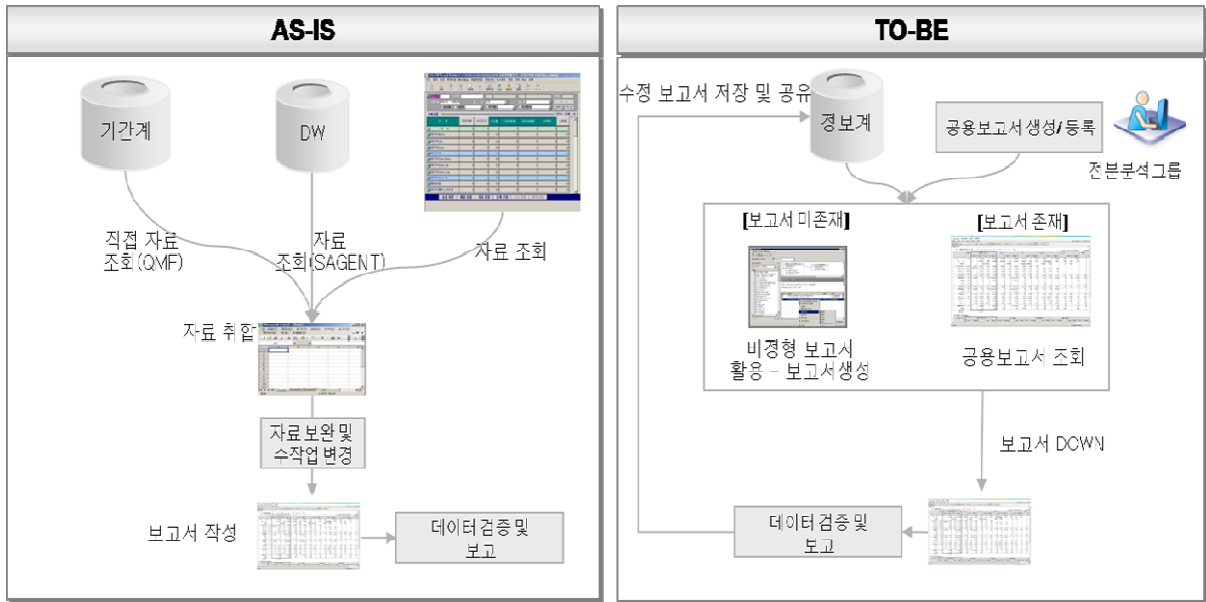 AS-IS
기간계
DW
직접 자료
조회(QMF)
자료
조회(SAGENT)
자료 조회
자료 취합
자료 보완 및
수작업 변경
보고서 작성
데이터 검증 및
보고
TO-BE
수정 보고서 저장 및 공유
정보계
공용보고서 생성/등록
전문분석그룹
[보고서 미존재]
[보고서 존재]
비정형 보고서
활용 – 보고서생성
공용보고서 조회
보고서 DOWN
데이터 검증 및
보고